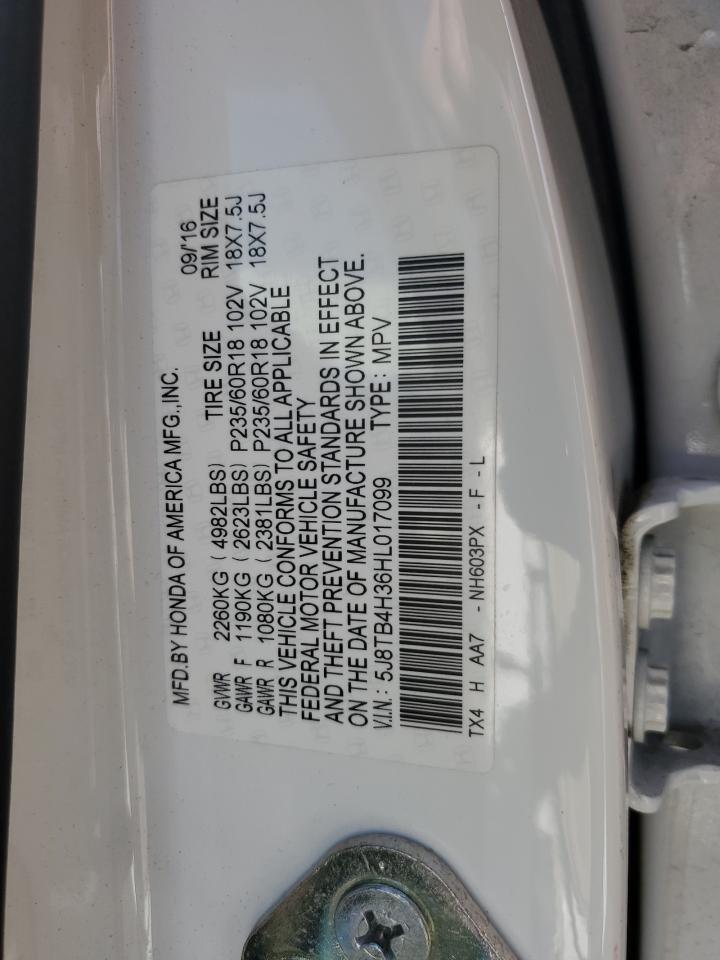 MFD.BY HONDA OF AMERICA MFG.,INC. 09/'16
GVWR 2260KG ( 4982LBS) TIRE SIZE RIM SIZE
GAWR F 1190KG ( 2623LBS) P235/60R18 102V 18X7.5J
GAWR R 1080KG ( 2381LBS) P235/60R18 102V 18X7.5J
THIS VEHICLE CONFORMS TO ALL APPLICABLE
FEDERAL MOTOR VEHICLE SAFETY
AND THEFT PREVENTION STANDARDS IN EFFECT
ON THE DATE OF MANUFACTURE SHOWN ABOVE.
V.I.N.: 5J8TB4H36HL017099 TYPE: MPV
TX4 H AA7 - NH603PX - F - L